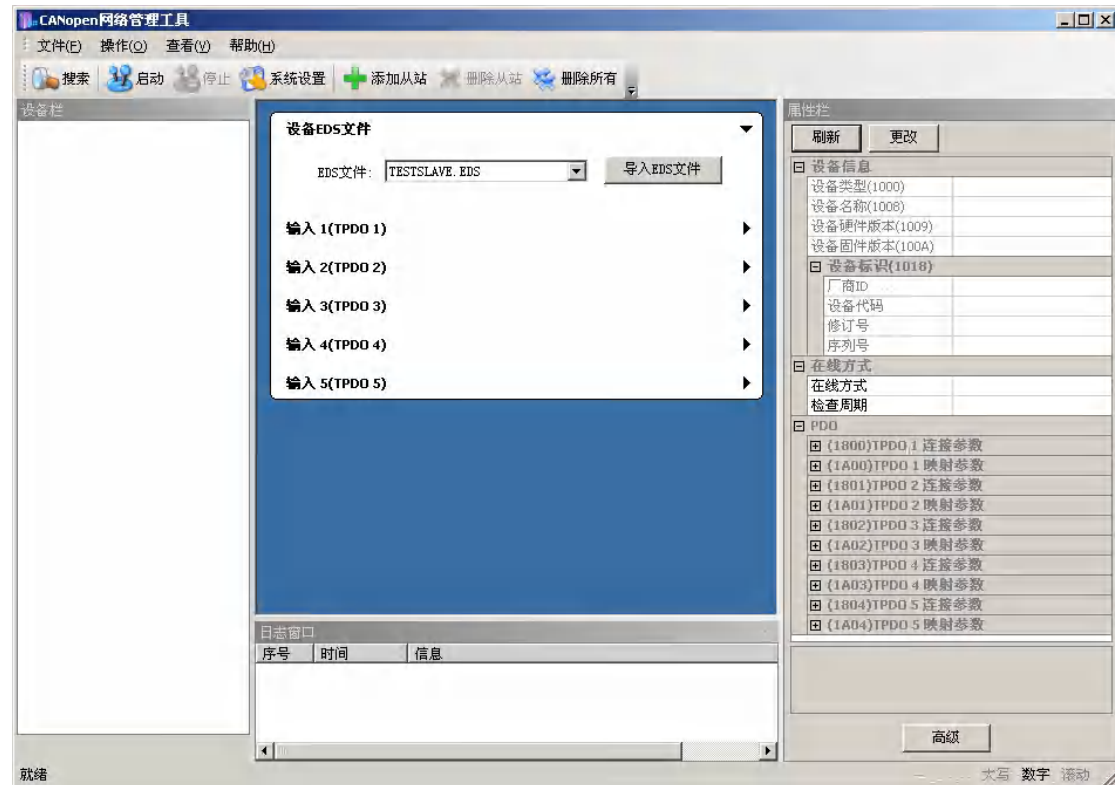 CANopen网络管理工具
文件(F) 操作(O) 查看(V) 帮助(H)
搜索 启动 停止 系统设置 添加从站 删除从站 删除所有
设备栏
设备EDS文件
EDS文件: TESTSLAVE.EDS 导入EDS文件
输入 1(TPDO 1)
输入 2(TPDO 2)
输入 3(TPDO 3)
输入 4(TPDO 4)
输入 5(TPDO 5)
日志窗口
序号 时间 信息
属性栏
刷新 更改
设备信息
设备类型(1000)
设备名称(1008)
设备硬件版本(1009)
设备固件版本(100A)
设备标识(1018)
厂商ID
设备代码
修订号
序列号
在线方式
在线方式
检查周期
PDO
(1800)TPDO 1 连接参数
(1A00)TPDO 1 映射参数
(1801)TPDO 2 连接参数
(1A01)TPDO 2 映射参数
(1802)TPDO 3 连接参数
(1A02)TPDO 3 映射参数
(1803)TPDO 4 连接参数
(1A03)TPDO 4 映射参数
(1804)TPDO 5 连接参数
(1A04)TPDO 5 映射参数
高级
就绪
大写 数字 滚动